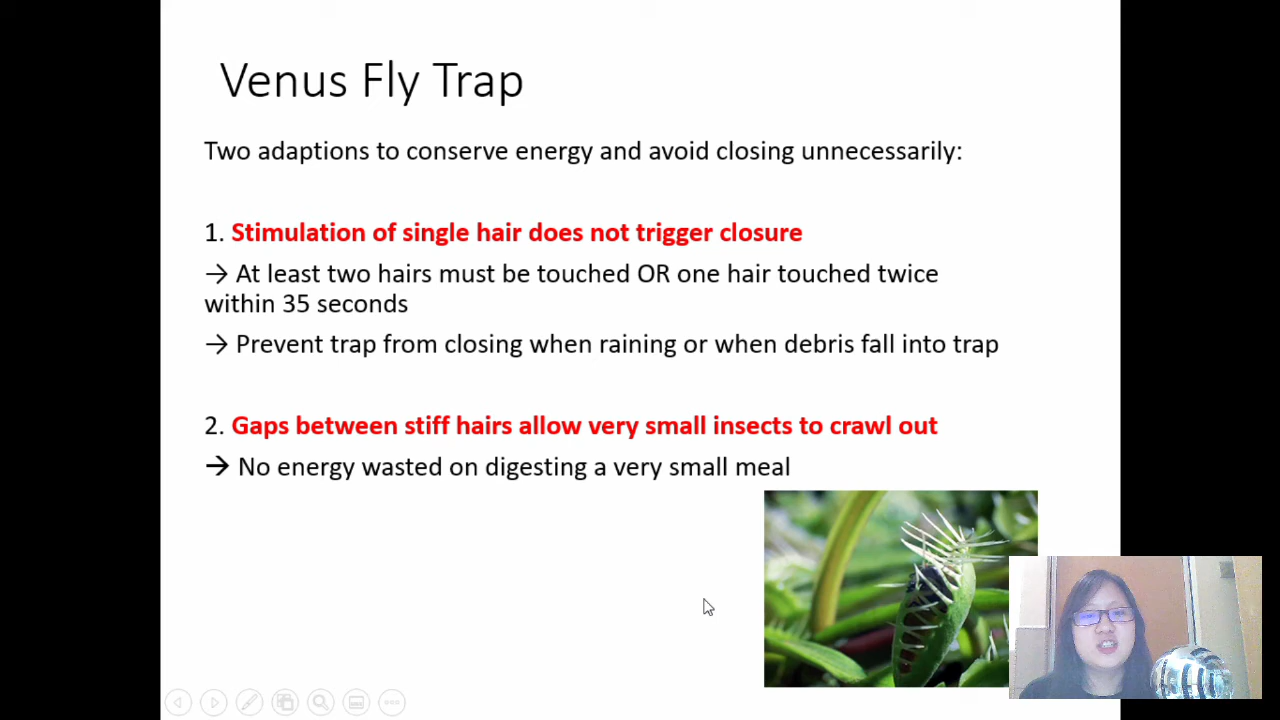 Venus Fly Trap
Two adaptions to conserve energy and avoid closing unnecessarily:
1. Stimulation of single hair does not trigger closure
→ At least two hairs must be touched OR one hair touched twice
within 35 seconds
→ Prevent trap from closing when raining or when debris fall into trap
2. Gaps between stiff hairs allow very small insects to crawl out
→ No energy wasted on digesting a very small meal